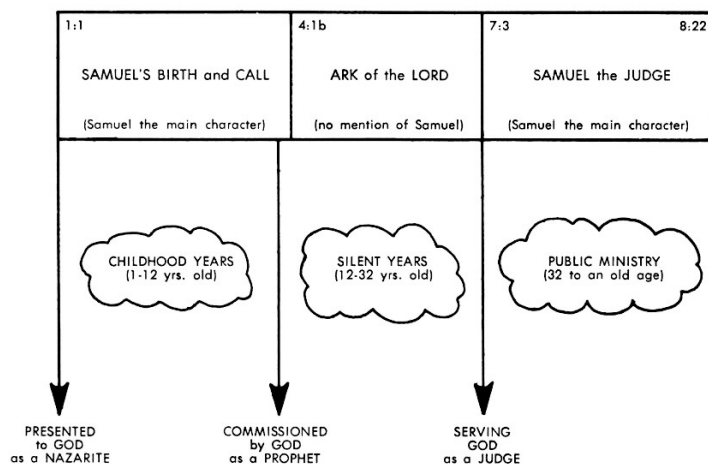 1:1
4:1b
7:3
8:22
SAMUEL'S BIRTH and CALL
ARK of the LORD
SAMUEL the JUDGE
(Samuel the main character)
(no mention of Samuel)
(Samuel the main character)
CHILDHOOD YEARS
(1-12 yrs. old)
SILENT YEARS
(12-32 yrs. old)
PUBLIC MINISTRY
(32 to an old age)
PRESENTED
to GOD
as a NAZARITE
COMMISSIONED
by GOD
as a PROPHET
SERVING
GOD
as a JUDGE